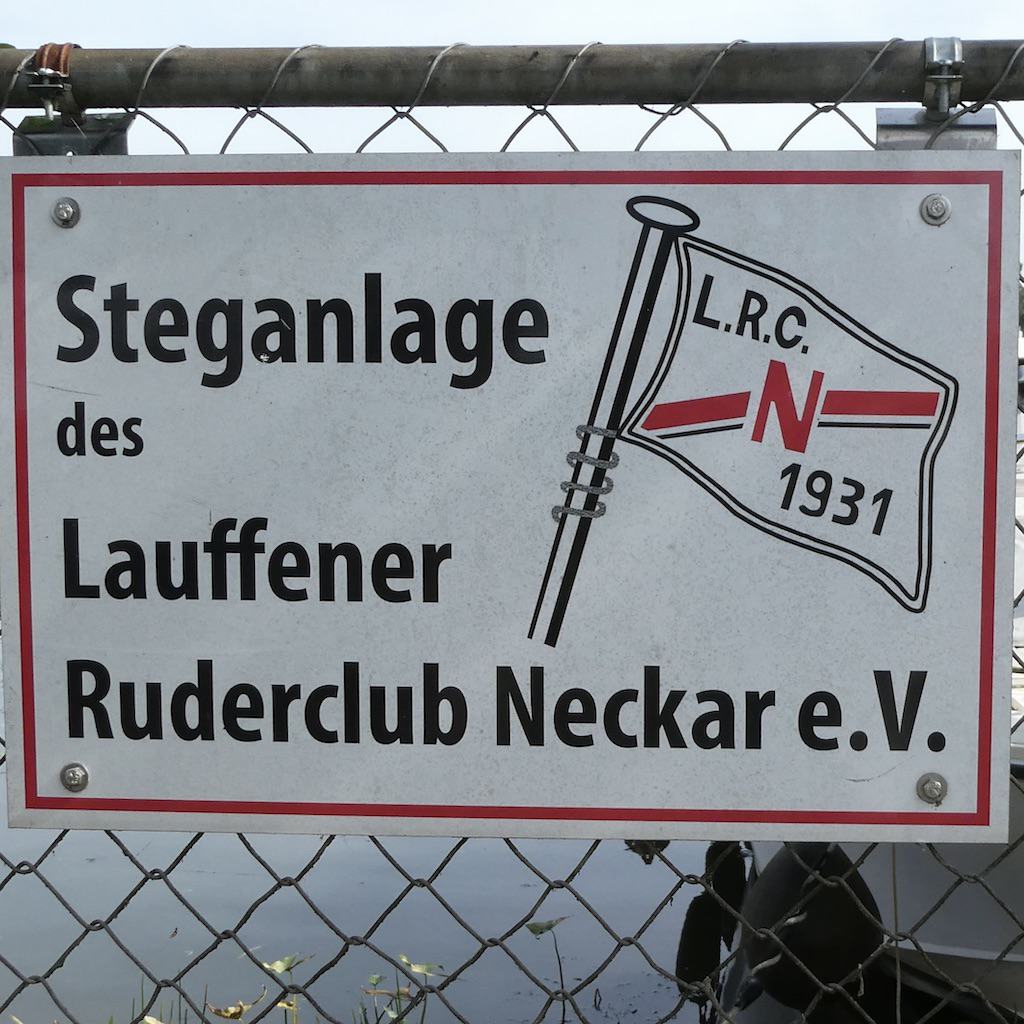 Steganlage
des
Lauffener
Ruderclub Neckar e.V.
L.R.C.
N
1931